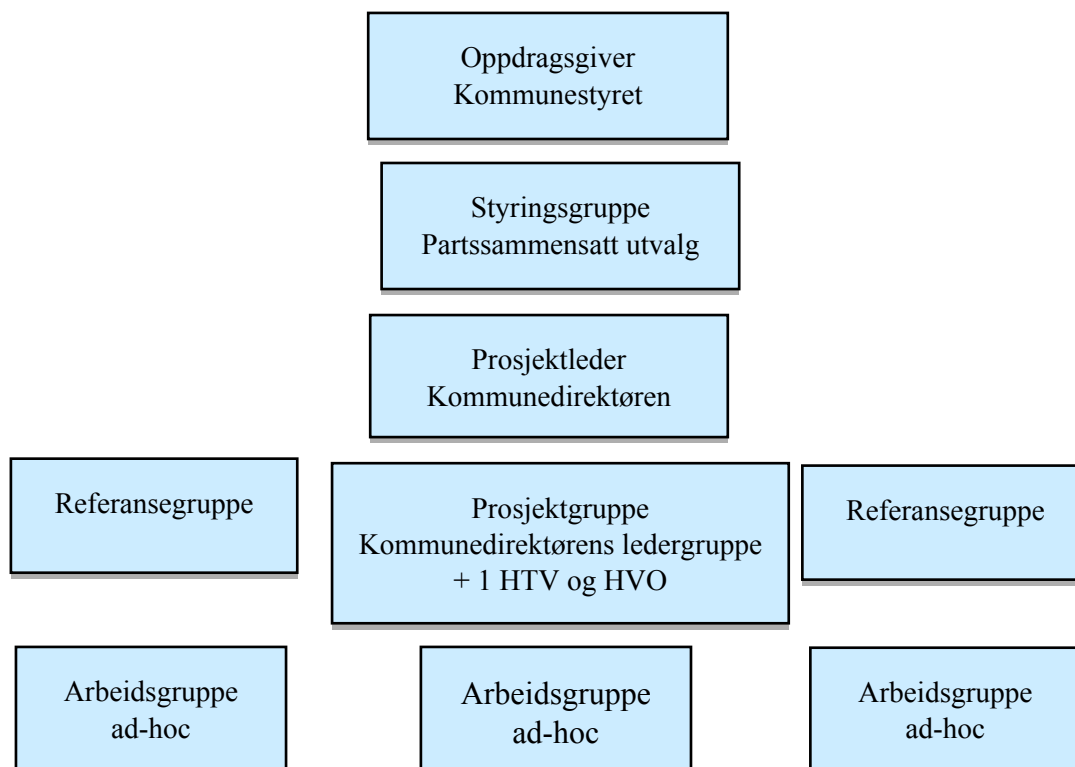 Oppdragsgiver
Kommunestyret
Styringsgruppe
Partssammensatt utvalg
Prosjektleder
Kommunedirektøren
Referansegruppe
Prosjektgruppe
Kommunedirektørens ledergruppe
+ 1 HTV og HVO
Referansegruppe
Arbeidsgruppe
ad-hoc
Arbeidsgruppe
ad-hoc
Arbeidsgruppe
ad-hoc